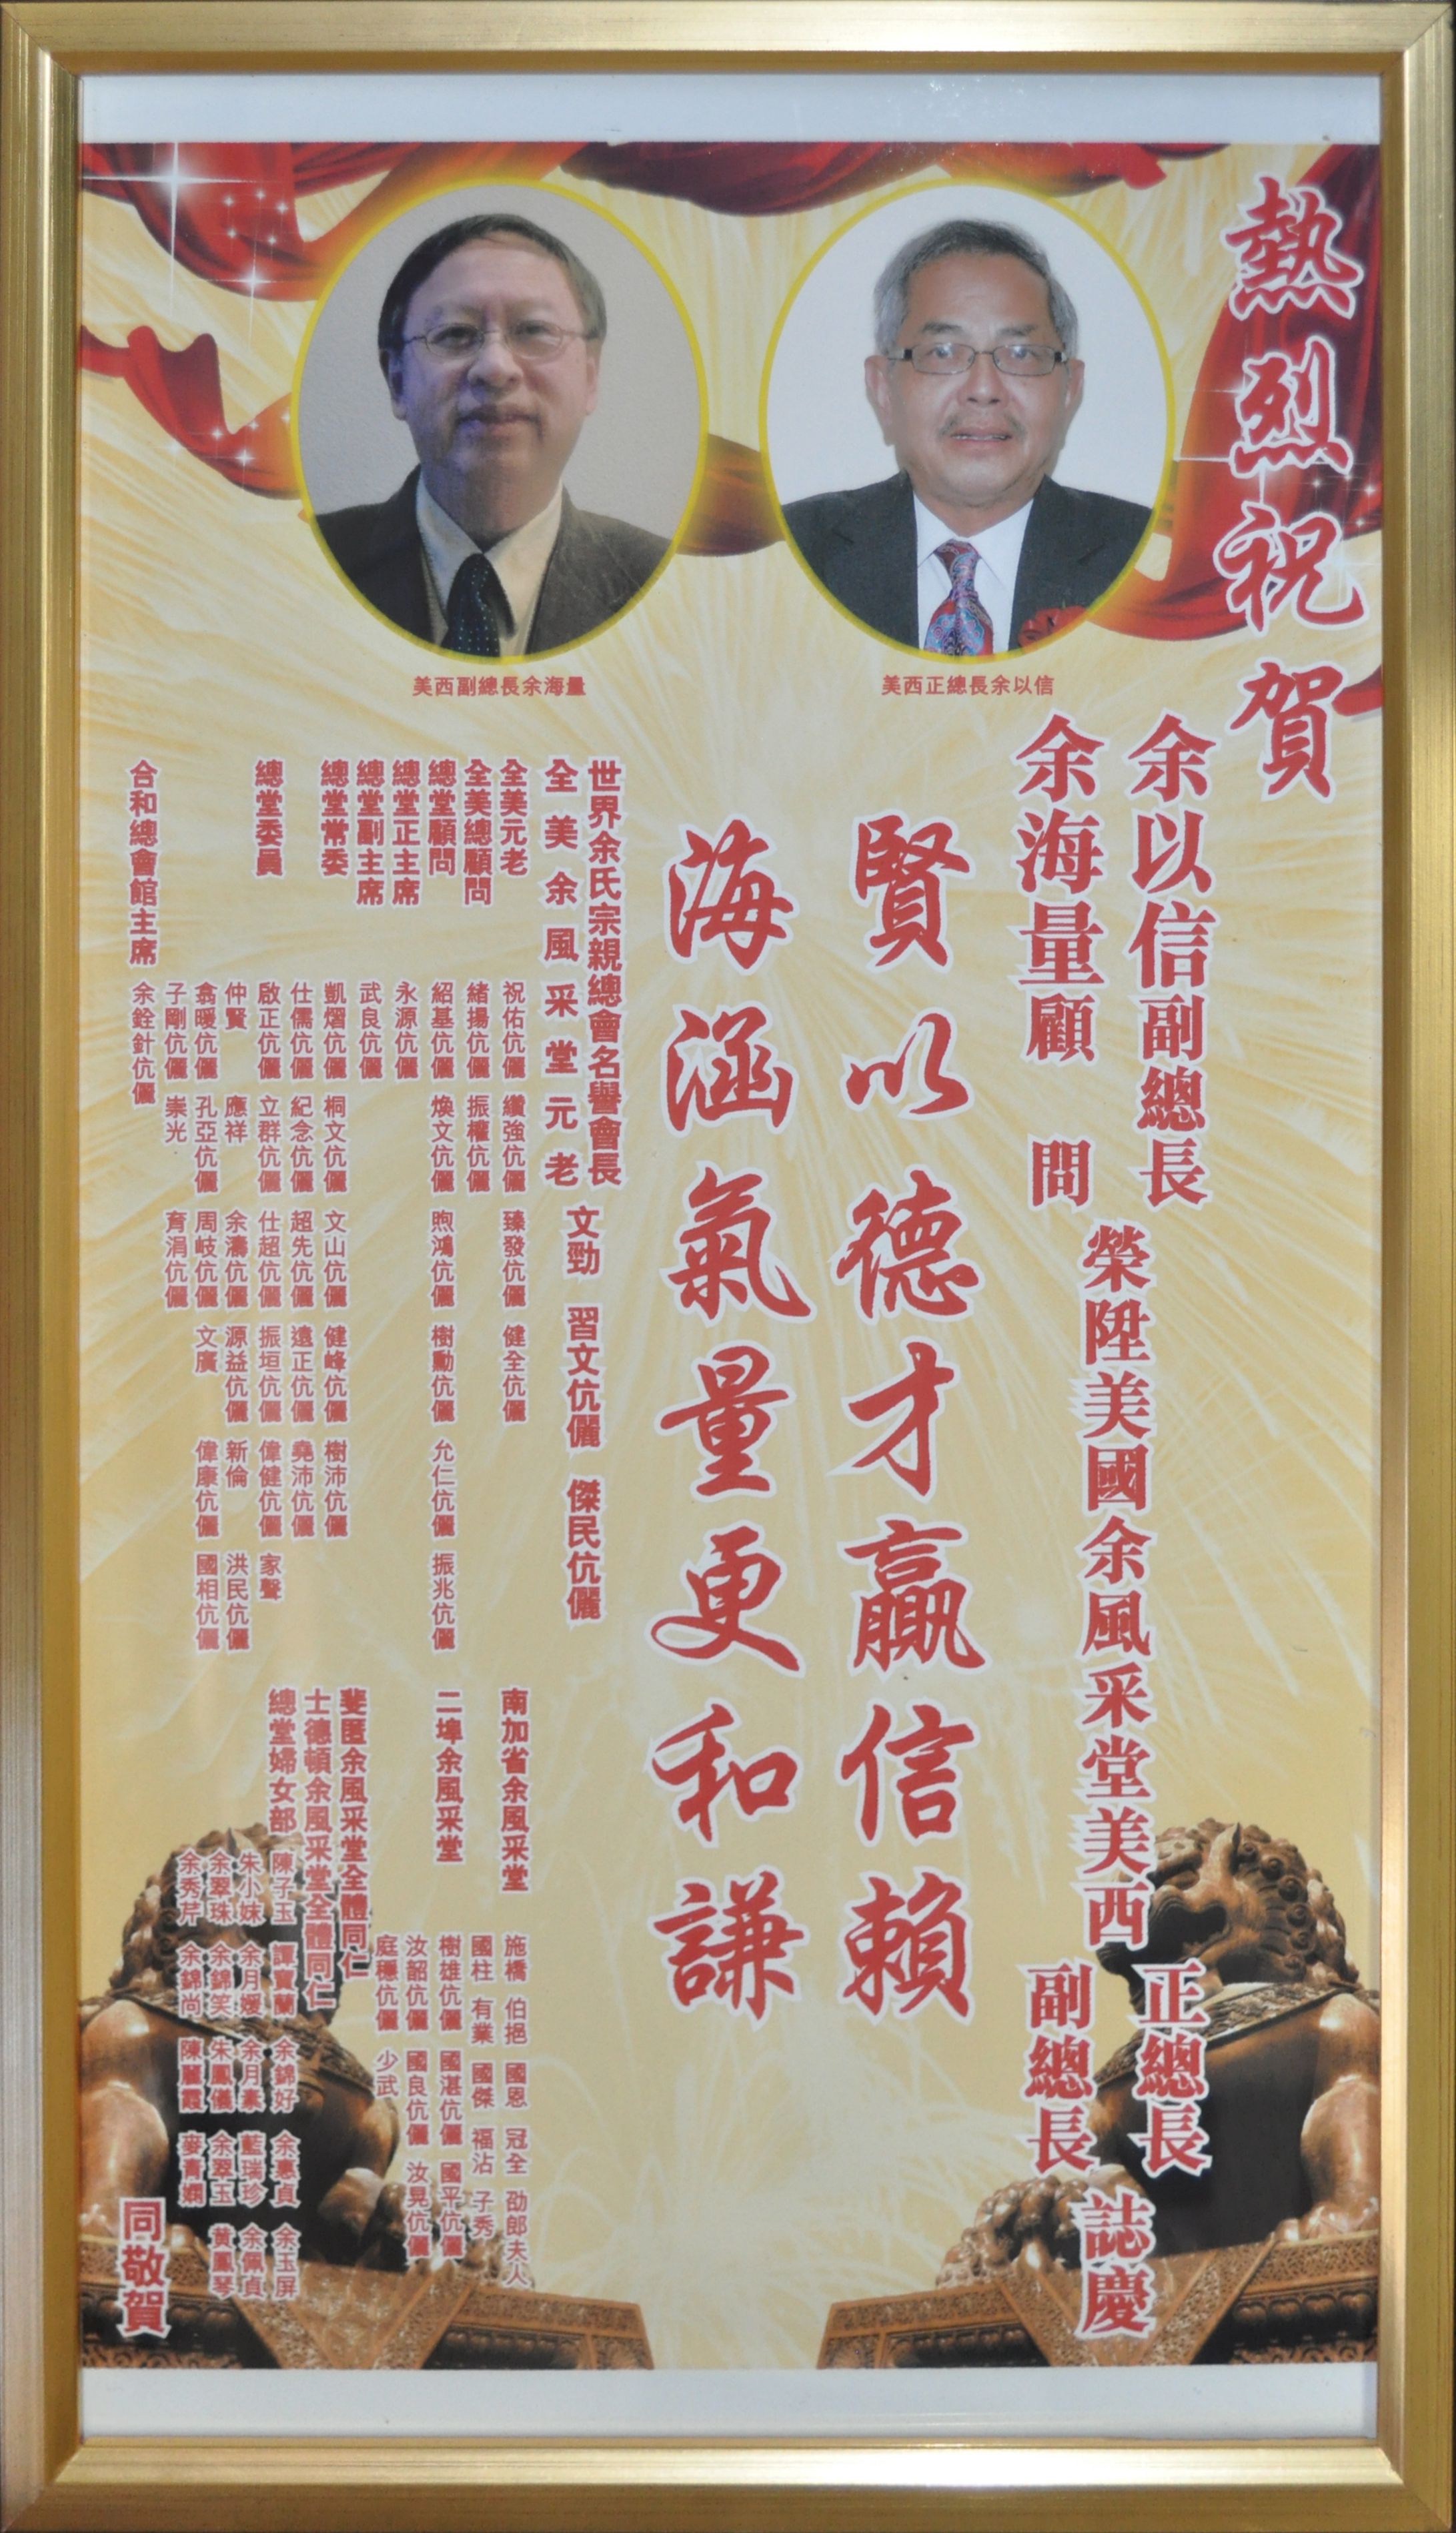 熱烈祝賀
余以信副總長
余海量顧問
榮陞美國余風采堂美西
正總長
副總長
誌慶
美西正總長余以信
美西副總長余海量
賢以德才贏信賴
海涵氣量更和謙
世界余氏宗親總會名譽會長
全美余風采堂元老
文勁 習文伉儷 傑民伉儷
全美元老 祝佑伉儷 纘強伉儷 臻發伉儷 健全伉儷
全美總顧問 緒揚伉儷 振權伉儷
總堂顧問 紹基伉儷 煥文伉儷 煦鴻伉儷 樹勳伉儷 允仁伉儷 振兆伉儷
總堂正主席 永源伉儷
總堂副主席 武良伉儷
總堂常委 凱熠伉儷 桐文伉儷 文山伉儷 健峰伉儷 樹沛伉儷
仕儒伉儷 紀念伉儷 超先伉儷 遠正伉儷 堯沛伉儷
總堂委員 啟正伉儷 立群伉儷 仕超伉儷 振垣伉儷 偉健伉儷 家聲
仲賢 應祥 余濤伉儷 源益伉儷 新倫 洪民伉儷
翕暖伉儷 孔亞伉儷 周岐伉儷 文廣 偉康伉儷 國相伉儷
子剛伉儷 崇光 育涓伉儷
合和總會館主席 余銓針伉儷
南加省余風采堂 施橋 伯挹 國恩 冠全 劭郎夫人
國柱 有業 國傑 福沾 子秀
二埠余風采堂 樹雄伉儷 國湛伉儷 國平伉儷
汝韶伉儷 國良伉儷 汝晃伉儷
庭穩伉儷 少武
斐匿余風采堂全體同仁
士德頓余風采堂全體同仁
總堂婦女部 陳子玉 譚寶蘭 余錦好 余惠貞 余玉屏
朱小妹 余月嫒 余月素 藍瑞珍 余佩貞
余翠珠 余錦笑 朱鳳儀 余翠玉 黄鳳琴
余秀芹 余錦尚 陳麗霞 麥青嫻
同敬賀